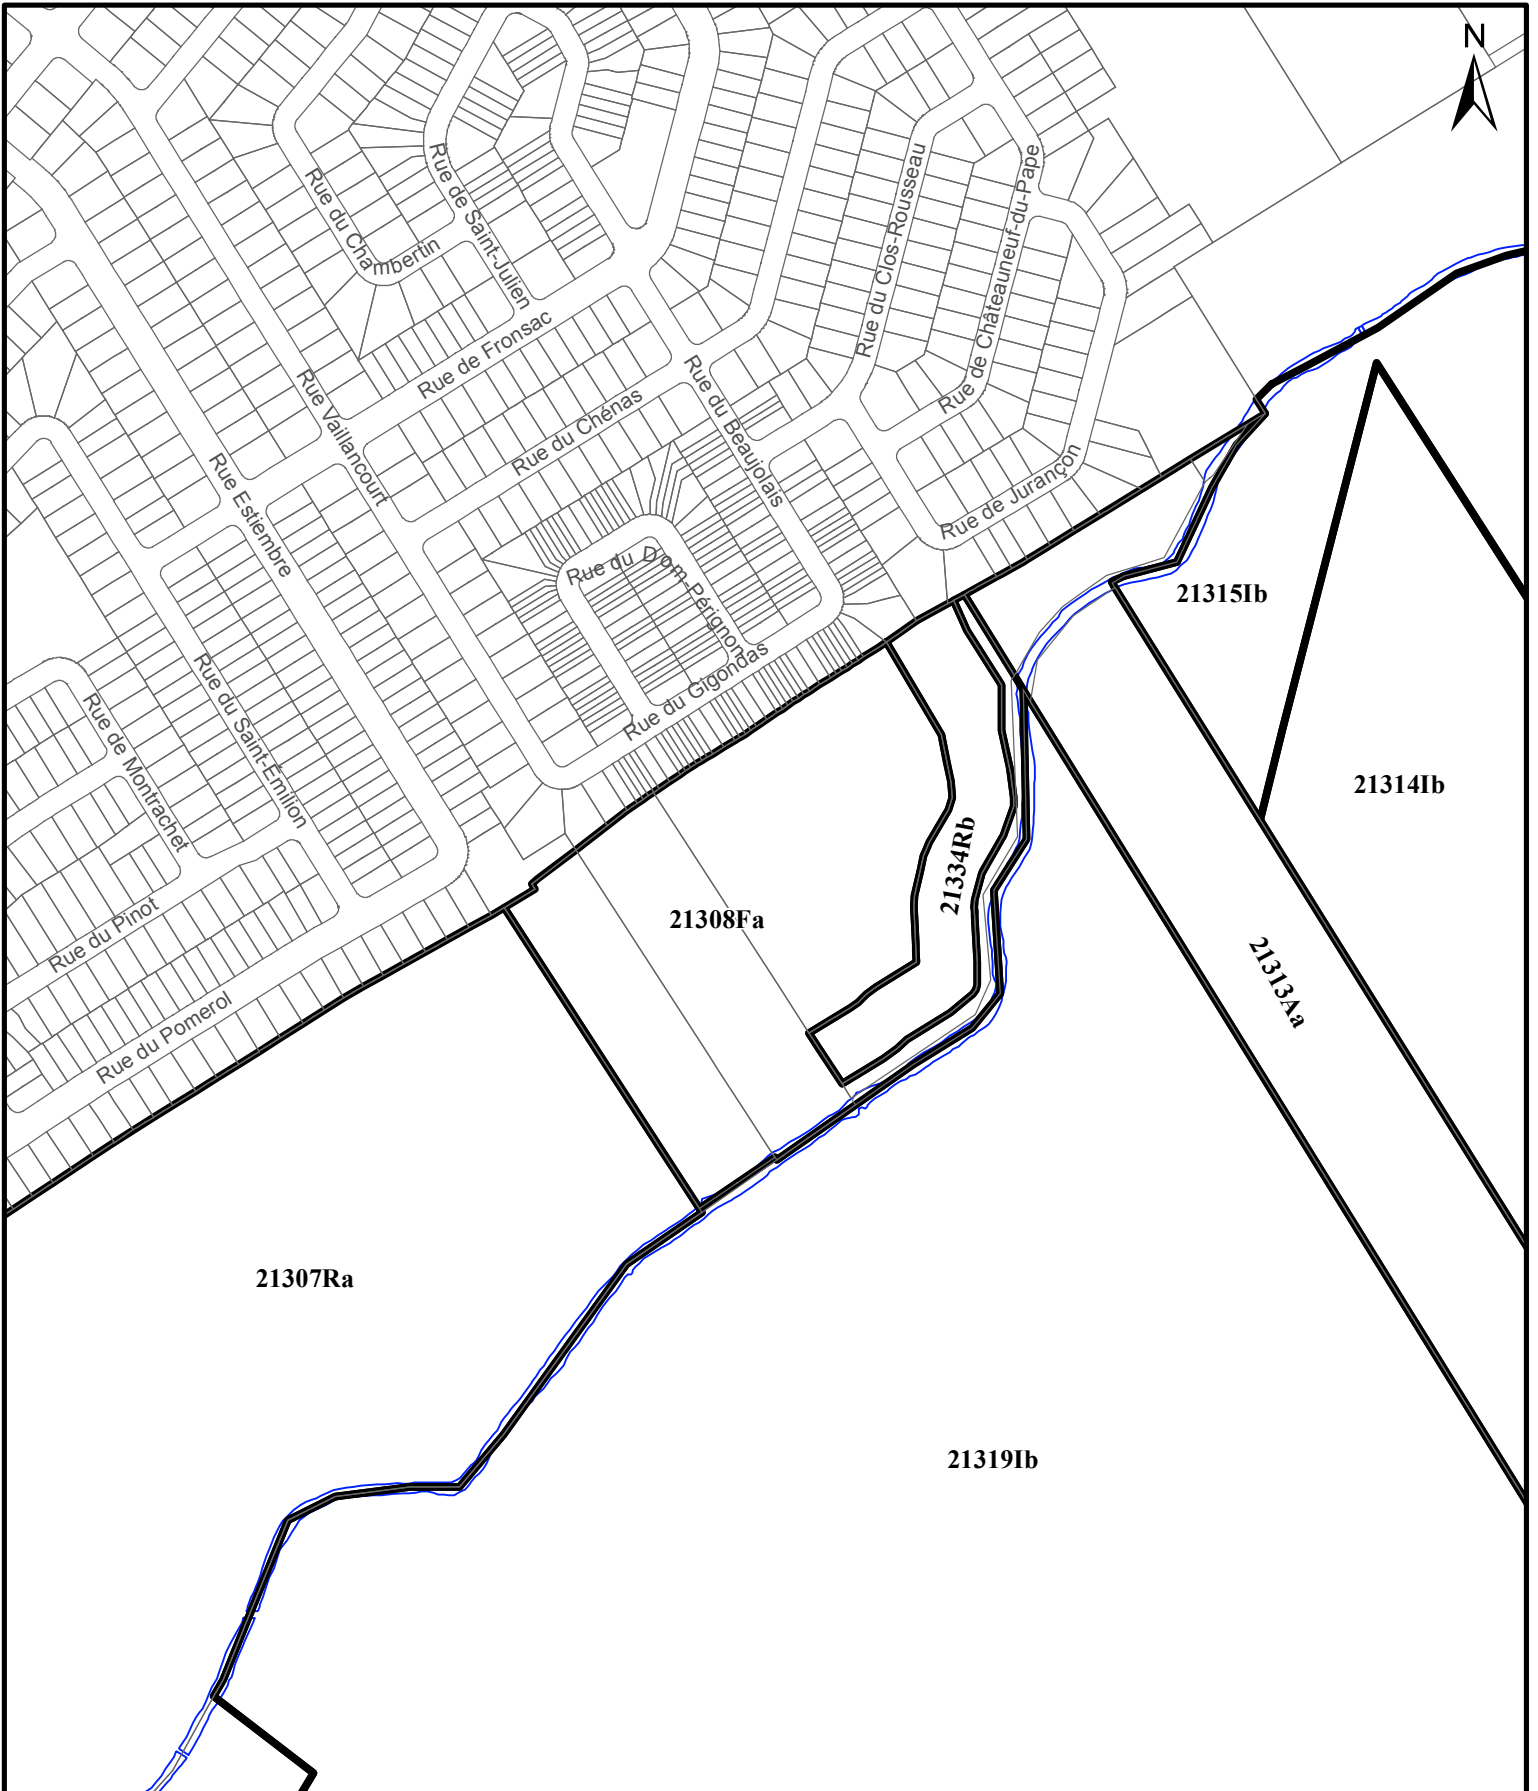 N
Rue du Chambertin
Rue de Saint-Julien
Rue du Clos-Rousseau
Rue de Châteauneuf-du-Pape
Rue de Fronsac
Rue Vaillancourt
Rue du Chénas
Rue du Beaujolais
Rue Estiembre
Rue de Jurançon
Rue du Dom-Pérignon
Rue du Gigondas
Rue du Saint-Émilion
Rue de Montrachet
Rue du Pinot
Rue du Pomerol
21315Ib
21314Ib
21334Rb
21308Fa
21313Aa
21307Ra
21319Ib